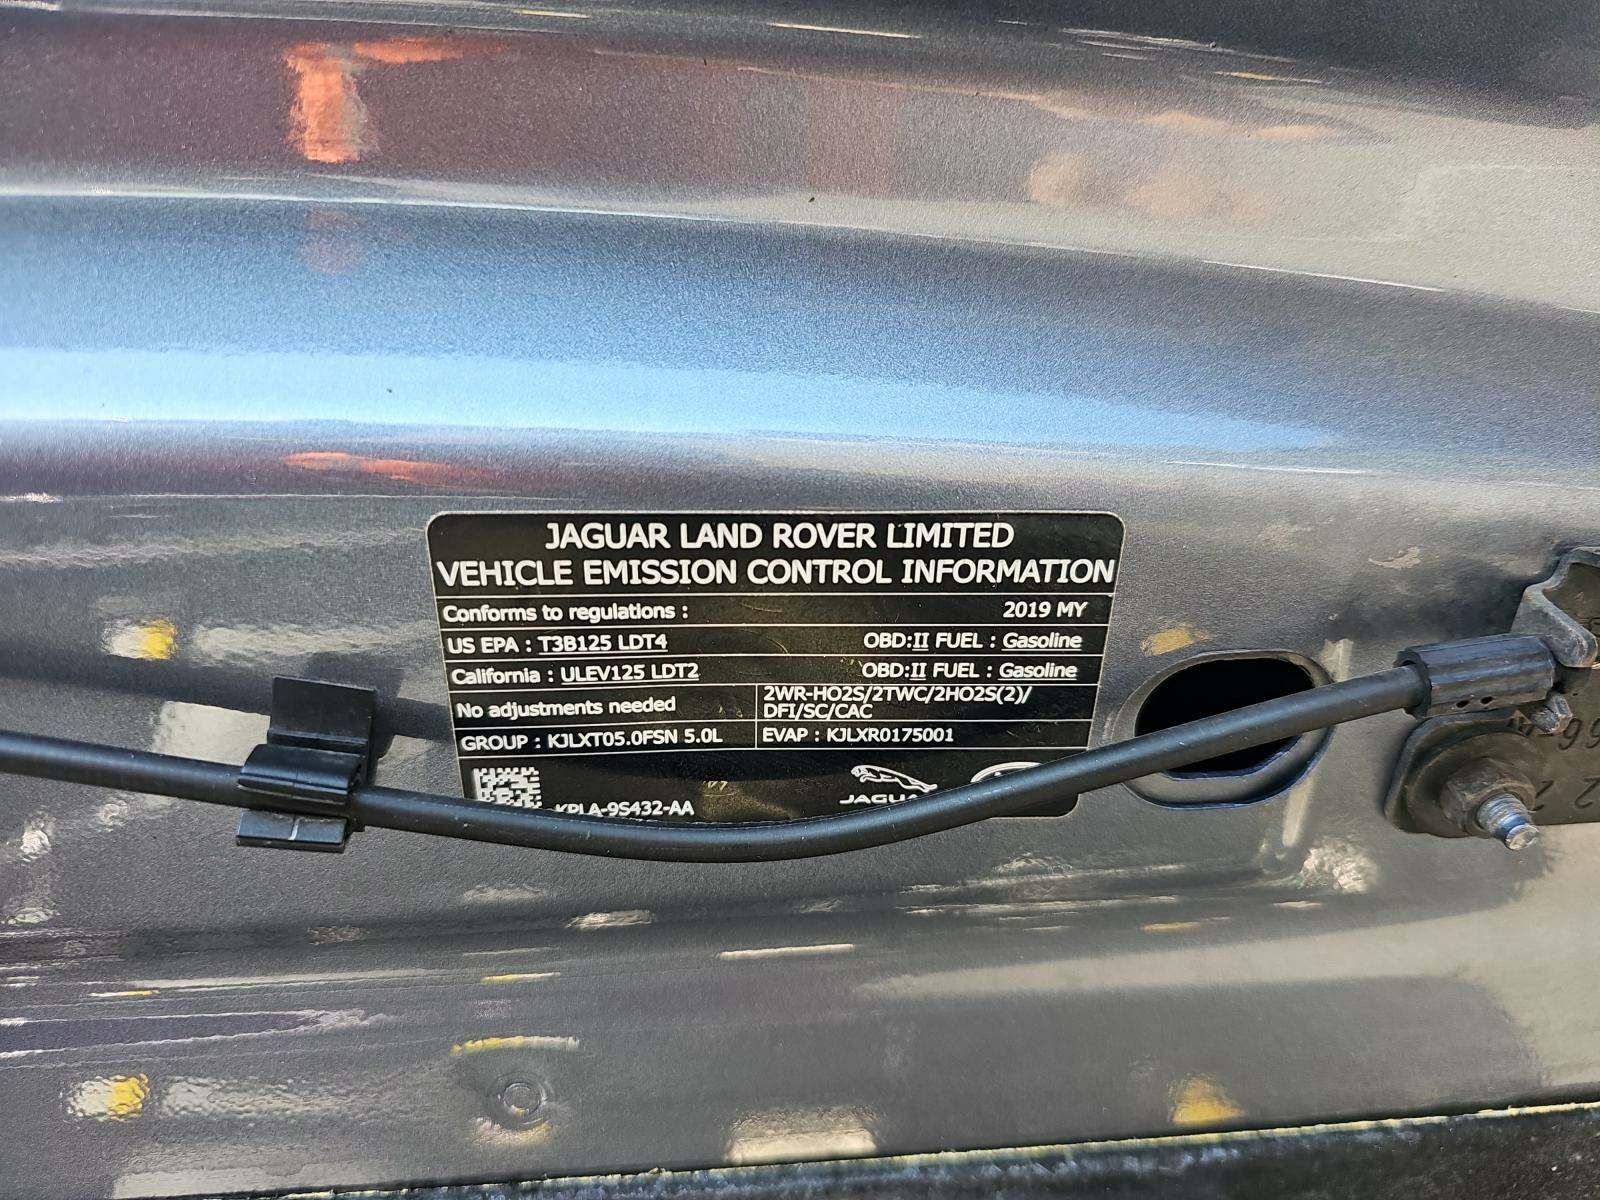 JAGUAR LAND ROVER LIMITED
VEHICLE EMISSION CONTROL INFORMATION
Conforms to regulations : 2019 MY
US EPA : T3B125 LDT4 OBD:II FUEL : Gasoline
California : ULEV125 LDT2 OBD:II FUEL : Gasoline
No adjustments needed
2WR-HO2S/2TWC/2HO2S(2)/
DFI/SC/CAC
GROUP : KJLXT05.0FSN 5.0L
EVAP : KJLXR0175001
KPLA-9S432-AA